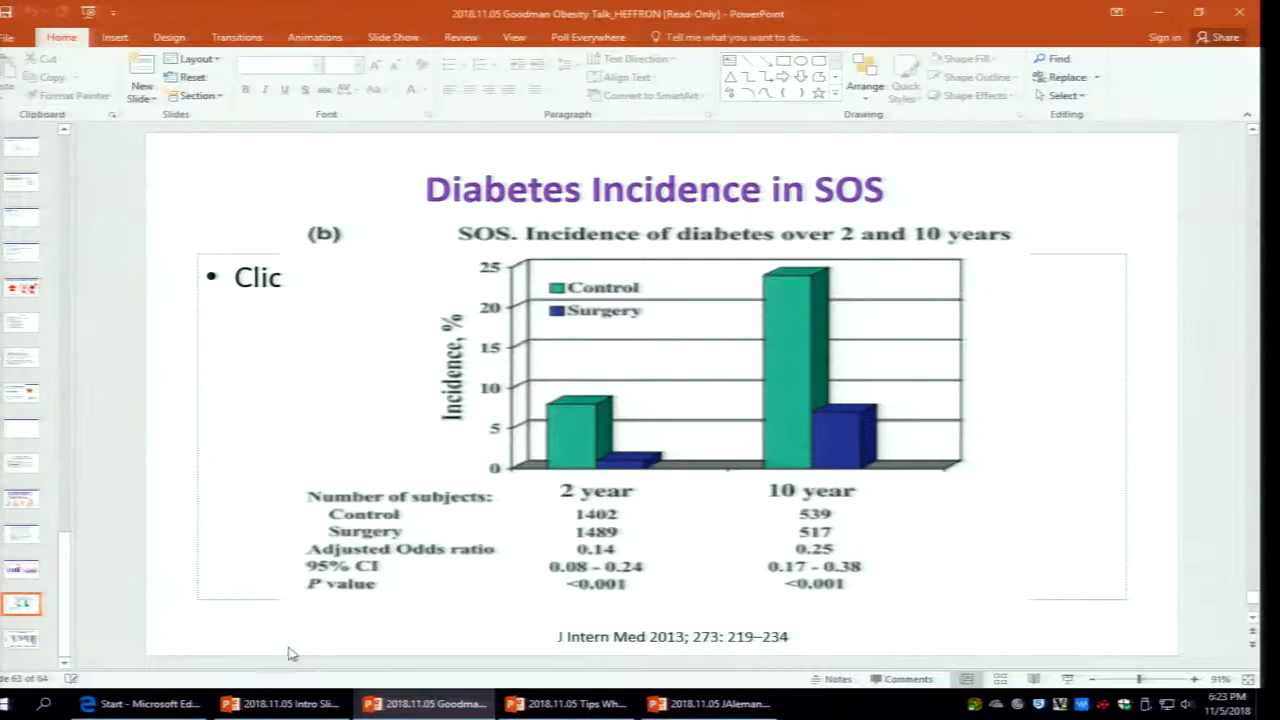 2018.11.05 Goodman Obesity Talk_HEFFRON [Read-Only] - PowerPoint
File Home Insert Design Transitions Animations Slide Show Review View Poll Everywhere Tell me what you want to do... Sign in Share
Cut
Copy
Format Painter
Clipboard
New
Slide
Layout
Reset
Section
Slides
Font
Text Direction
Align Text
Convert to SmartArt
Paragraph
Arrange
Quick
Styles
Shape Fill
Shape Outline
Shape Effects
Drawing
Find
Replace
Select
Editing
Diabetes Incidence in SOS
(b) SOS. Incidence of diabetes over 2 and 10 years
• Clic
Incidence, %
25
20
15
10
5
0
Control
Surgery
2 year 10 year
Number of subjects:
Control 1402 539
Surgery 1489 517
Adjusted Odds ratio 0.14 0.25
95% CI 0.08 - 0.24 0.17 - 0.38
P value <0.001 <0.001
J Intern Med 2013; 273: 219–234
de 63 of 64 Notes Comments 91%
Start - Microsoft Ed... 2018.11.05 Intro Sli... 2018.11.05 Goodma... 2018.11.05 Tips Wh... 2018.11.05 JAleman...
6:23 PM
11/5/2018